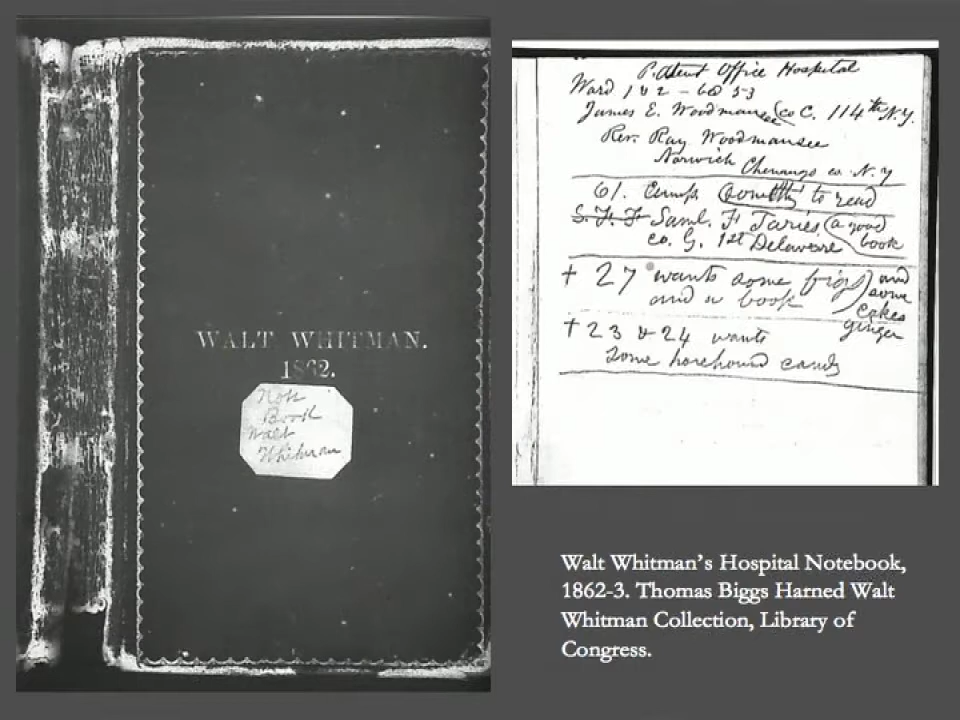 WALT WHITMAN.
1862.
Note
Book
Walt
Whitman
Patent Office Hospital
Ward 1 & 2 - bed 53
James E. Woodmansee (co C. 114th N.Y.
Rev. Ray Woodmansee
Norwich Chenango co N.Y
61. something to read
S. F. F Saml. F Taries, (a good
co. G, 1st Delaware book
+ 27 wants some figs) and
and a book some
cakes
ginger
+ 23 & 24 wants
some horehound candy
Walt Whitman's Hospital Notebook,
1862-3. Thomas Biggs Harned Walt
Whitman Collection, Library of
Congress.